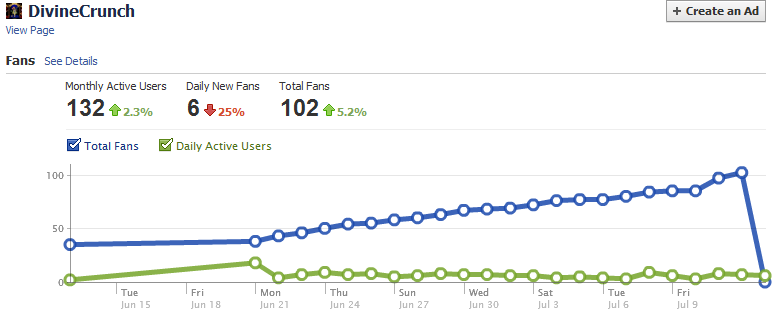 DivineCrunch
+ Create an Ad
View Page
Fans See Details
Monthly Active Users Daily New Fans Total Fans
132 2.3% 6 25% 102 5.2%
Total Fans Daily Active Users
100
50
0
Tue Fri Mon Thu Sun Wed Sat Tue Fri
Jun 15 Jun 18 Jun 21 Jun 24 Jun 27 Jun 30 Jul 3 Jul 6 Jul 9